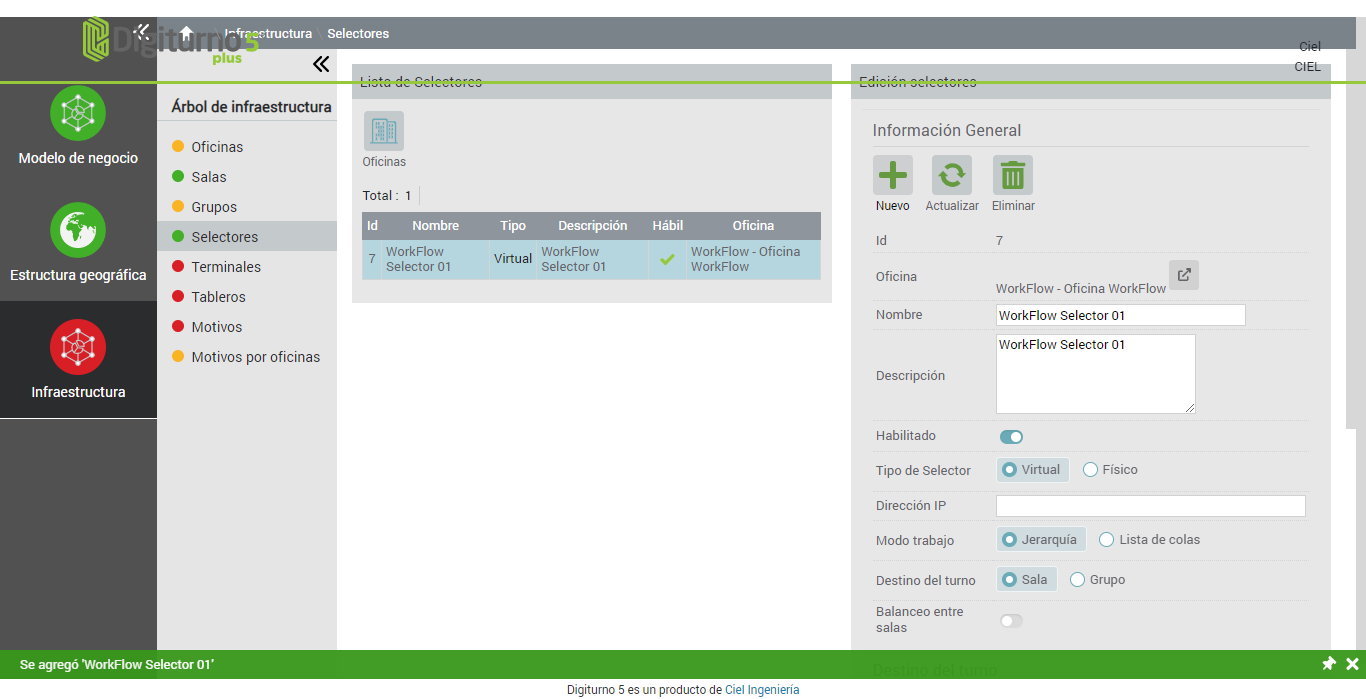 Digiturno 5
plus
Infraestructura Selectores
Ciel
CIEL
Modelo de negocio
Estructura geográfica
Infraestructura
Árbol de infraestructura
Oficinas
Salas
Grupos
Selectores
Terminales
Tableros
Motivos
Motivos por oficinas
Lista de Selectores
Oficinas
Total : 1
Id Nombre Tipo Descripción Hábil Oficina
7 WorkFlow Selector 01 Virtual WorkFlow Selector 01 WorkFlow - Oficina WorkFlow
Edición selectores
Información General
Nuevo Actualizar Eliminar
Id 7
Oficina WorkFlow - Oficina WorkFlow
Nombre WorkFlow Selector 01
Descripción WorkFlow Selector 01
Habilitado
Tipo de Selector Virtual Físico
Dirección IP
Modo trabajo Jerarquía Lista de colas
Destino del turno Sala Grupo
Balanceo entre
salas
Destino del turno
Se agregó 'WorkFlow Selector 01'
Digiturno 5 es un producto de Ciel Ingeniería